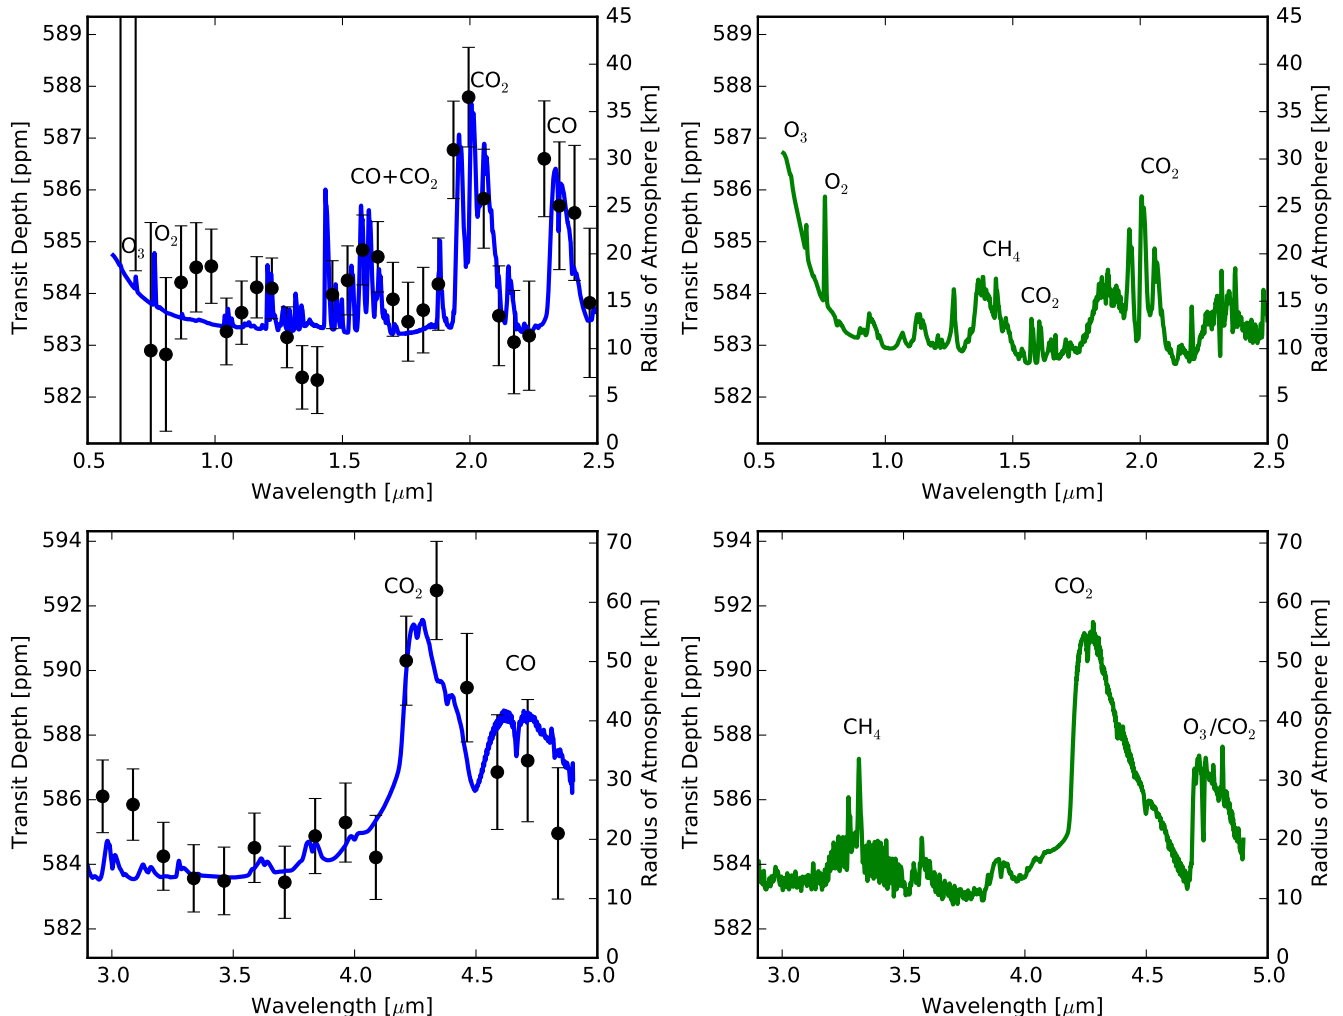 589
588
587
586
585
584
583
582
Transit Depth [ppm]
O₃
O₂
CO+CO₂
CO₂
CO
45
40
35
30
25
20
15
10
5
0
Radius of Atmosphere [km]
0.5 1.0 1.5 2.0 2.5
Wavelength [μm]
589
588
587
586
585
584
583
582
Transit Depth [ppm]
O₃
O₂
CH₄
CO₂
CO₂
45
40
35
30
25
20
15
10
5
0
Radius of Atmosphere [km]
0.5 1.0 1.5 2.0 2.5
Wavelength [μm]
594
592
590
588
586
584
582
Transit Depth [ppm]
CO₂
CO
70
60
50
40
30
20
10
0
Radius of Atmosphere [km]
3.0 3.5 4.0 4.5 5.0
Wavelength [μm]
594
592
590
588
586
584
582
Transit Depth [ppm]
CH₄
CO₂
O₃/CO₂
70
60
50
40
30
20
10
0
Radius of Atmosphere [km]
3.0 3.5 4.0 4.5 5.0
Wavelength [μm]